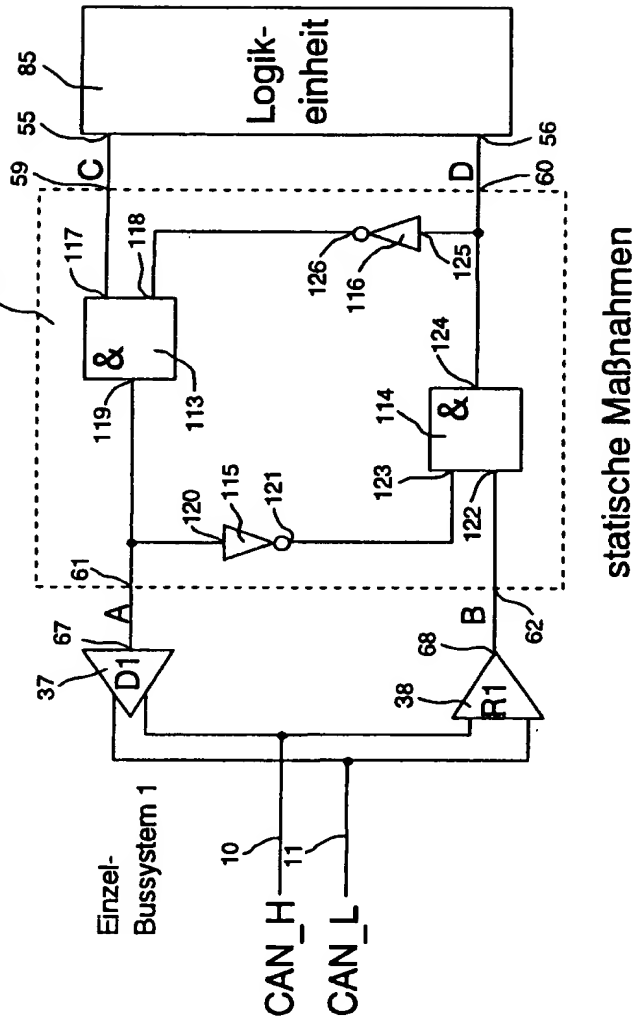 Einzel-
Bussystem 1
CAN_H
CAN_L
10
11
37
D1
67
A
61
38
R1
68
B
62
119
&
113
117
118
120
115
121
123
122
114
&
124
126
116
125
59
C
55
85
Logik-
einheit
60
D
56
statische Maßnahmen